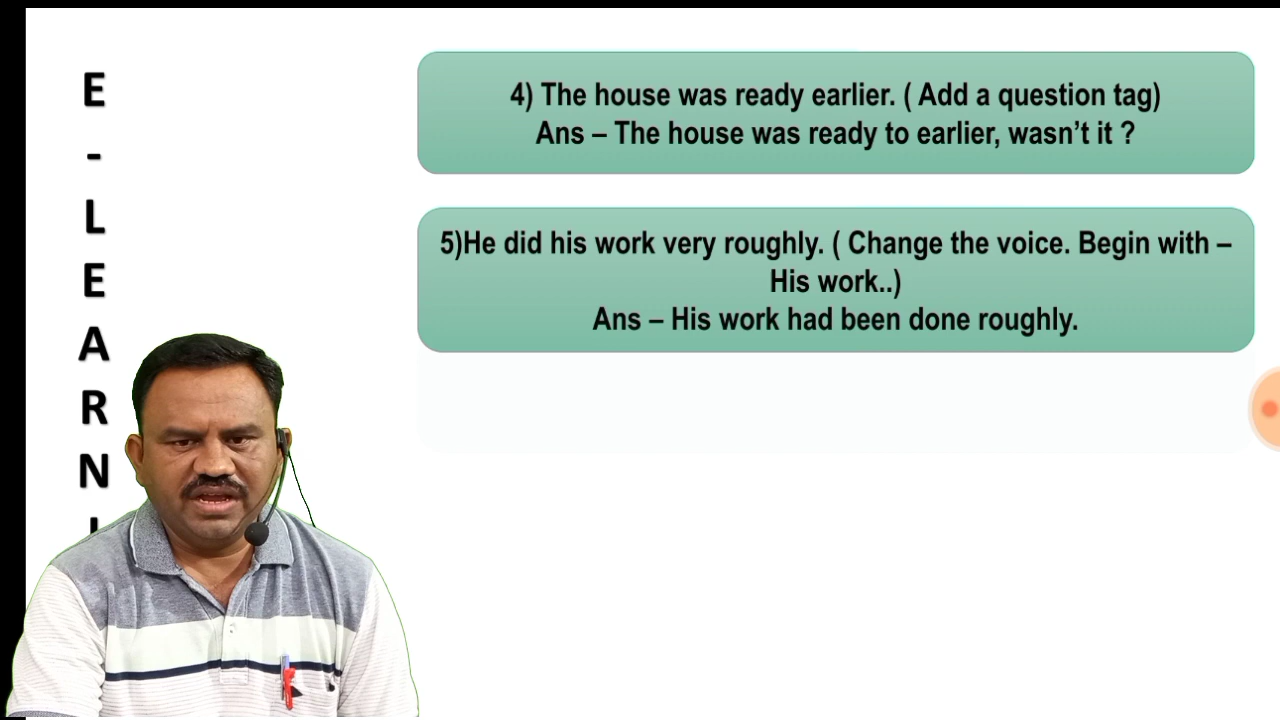 E
-
L
E
A
R
N
4) The house was ready earlier. ( Add a question tag)
Ans – The house was ready to earlier, wasn't it ?
5)He did his work very roughly. ( Change the voice. Begin with –
His work..)
Ans – His work had been done roughly.